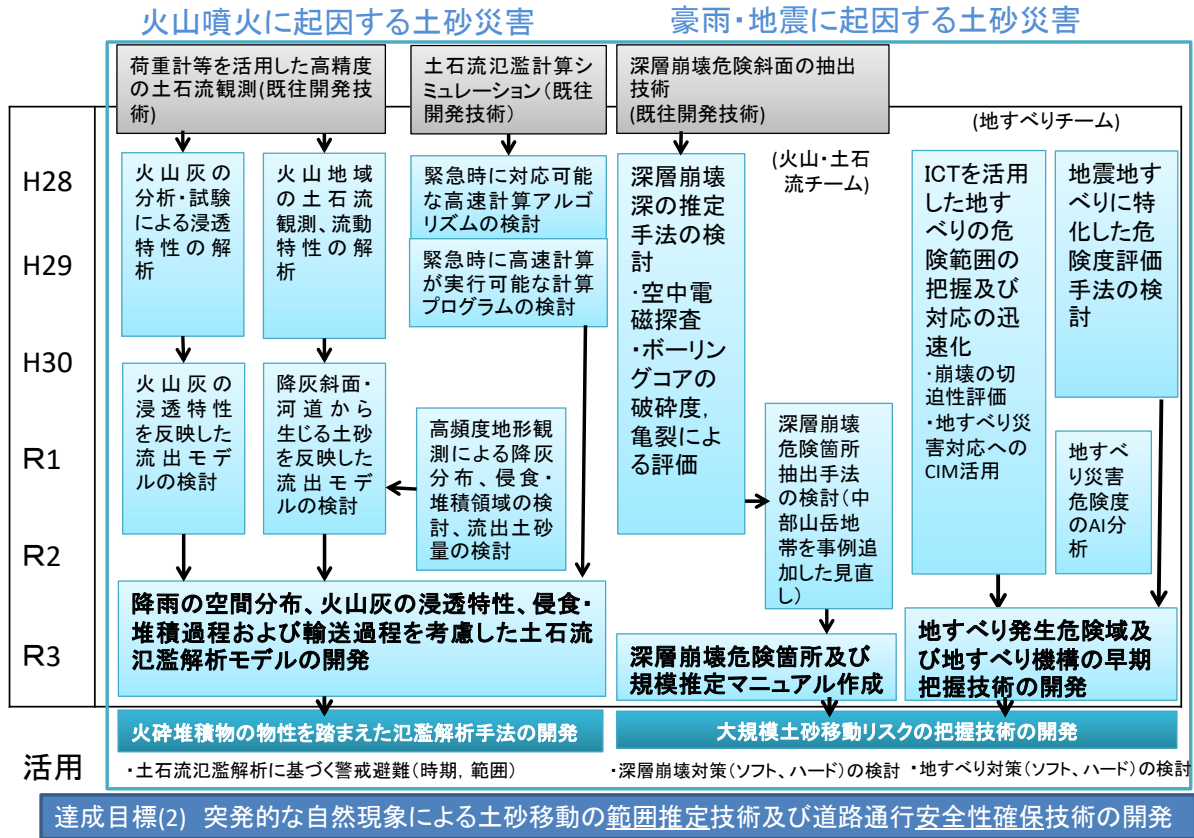 火山噴火に起因する土砂災害
豪雨・地震に起因する土砂災害
荷重計等を活用した高精度
の土石流観測(既往開発技
術)
土石流氾濫計算シ
ミュレーション(既往
開発技術)
深層崩壊危険斜面の抽出
技術
(既往開発技術)
(地すべりチーム)
(火山・土石
流チーム)
H28
H29
H30
R1
R2
R3
活用
火山灰の
分析・試験
による浸透
特性の解
析
火山地域
の土石流
観測、流動
特性の解
析
緊急時に対応可能
な高速計算アルゴ
リズムの検討
緊急時に高速計算
が実行可能な計算
プログラムの検討
深層崩壊
深の推定
手法の検
討
・空中電
磁探査
・ボーリン
グコアの
破砕度,
亀裂によ
る評価
ICTを活用
した地す
べりの危
険範囲の
把握及び
対応の迅
速化
・崩壊の切
迫性評価
・地すべり災
害対応への
CIM活用
地震地す
べりに特
化した危
険度評価
手法の検
討
火山灰の
浸透特性
を反映した
流出モデ
ルの検討
降灰斜面・
河道から
生じる土砂
を反映した
流出モデル
の検討
高頻度地形観
測による降灰
分布、侵食・
堆積領域の検
討、流出土砂
量の検討
深層崩壊
危険箇所
抽出手法
の検討(中
部山岳地
帯を事例追
加した見直
し)
地すべ
り災害
危険度
のAI分
析
降雨の空間分布、火山灰の浸透特性、侵食・
堆積過程および輸送過程を考慮した土石流
氾濫解析モデルの開発
深層崩壊危険箇所及び
規模推定マニュアル作成
地すべり発生危険域及
び地すべり機構の早期
把握技術の開発
火砕堆積物の物性を踏まえた氾濫解析手法の開発
大規模土砂移動リスクの把握技術の開発
・土石流氾濫解析に基づく警戒避難(時期, 範囲)
・深層崩壊対策(ソフト、ハード)の検討
・地すべり対策(ソフト、ハード)の検討
達成目標(2) 突発的な自然現象による土砂移動の範囲推定技術及び道路通行安全性確保技術の開発